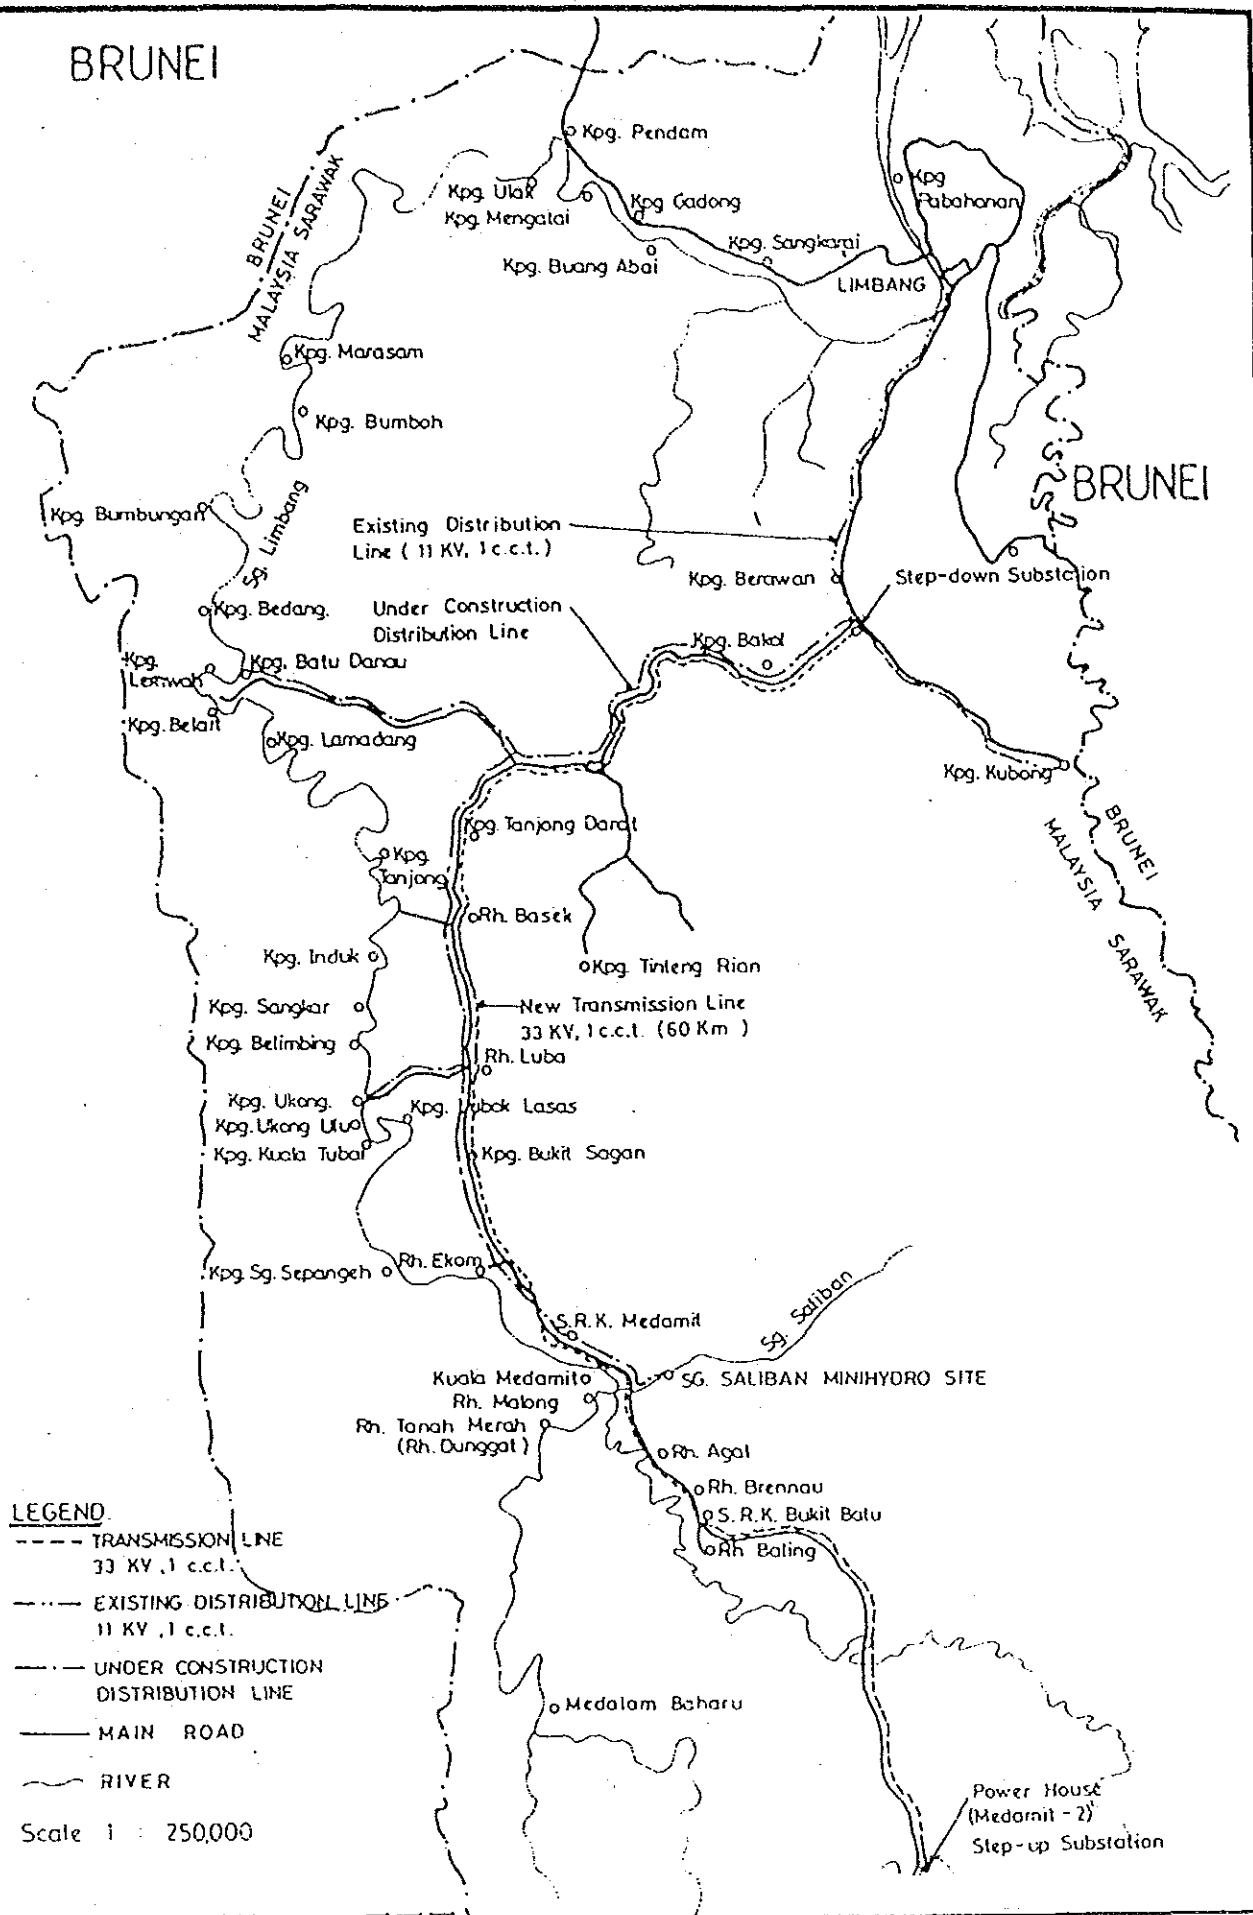 BRUNEI
Kpg. Pendam
BRUNEI
MALAYSIA SARAWAK
Kpg. Ulak
Kpg. Mengatai
Kpg Gadong
Kpg
Pabahanan
Kpg. Sangkarai
Kpg. Buang Abai
LIMBANG
Kpg. Marasam
Kpg. Bumboh
BRUNEI
Kpg. Bumbungan
Sg. Limbang
Existing Distribution
Line ( 11 KV, 1 c.c.t. )
Kpg. Berawan
Step-down Substation
Kpg. Bedang.
Under Construction
Distribution Line
Kpg. Bakol
Kpg.
Kpg. Batu Danau
Kpg. Belait
Kpg. Lamadang
Kpg. Kubong
BRUNEI
MALAYSIA SARAWAK
Kpg. Tanjong Darat
Kpg.
Tanjong
Rh. Basek
Kpg. Induk
Kpg. Tinteng Rian
Kpg. Sangkar
New Transmission Line
33 KV, 1 c.c.t. (60 Km )
Kpg. Belimbing
Rh. Luba
Kpg. Ukong.
Kpg. Lubok Lasas
Kpg. Ukong Ulu
Kpg. Kuala Tubai
Kpg. Bukit Sagan
Rh. Ekom
Kpg. Sg. Sepangeh
Sg. Saliban
S.R.K. Medamit
Kuala Medamit
SG. SALIBAN MINIHYDRO SITE
Rh. Malong
Rh. Tanah Merah
(Rh. Dunggat)
Rh. Agat
Rh. Brennau
S.R.K. Bukit Batu
Rh Baling
LEGEND.
TRANSMISSION LINE
33 KV ,1 c.c.t.
EXISTING DISTRIBUTION LINE
11 KV ,1 c.c.t.
UNDER CONSTRUCTION
DISTRIBUTION LINE
MAIN ROAD
RIVER
Scale 1 : 250,000
Medalam Baharu
Power House
(Medamit - 2)
Step-up Substation